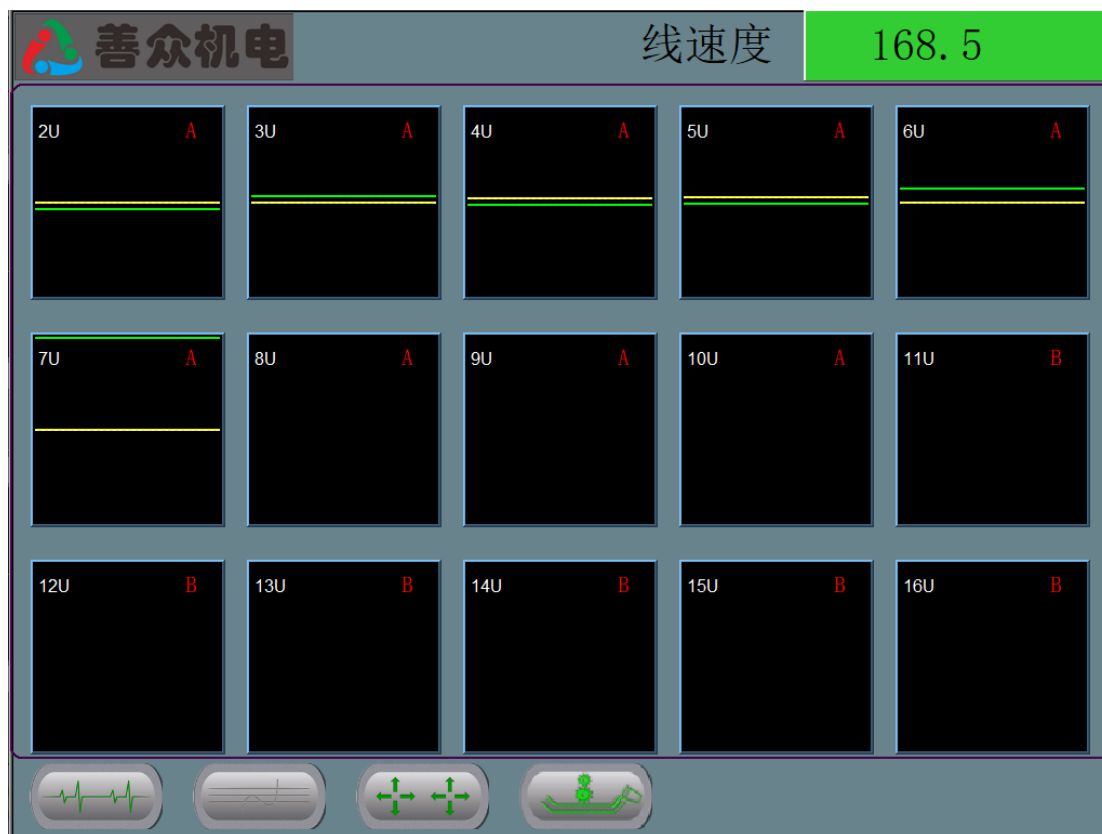 善众机电 线速度 168.5
2U A 3U A 4U A 5U A 6U A
7U A 8U A 9U A 10U A 11U B
12U B 13U B 14U B 15U B 16U B